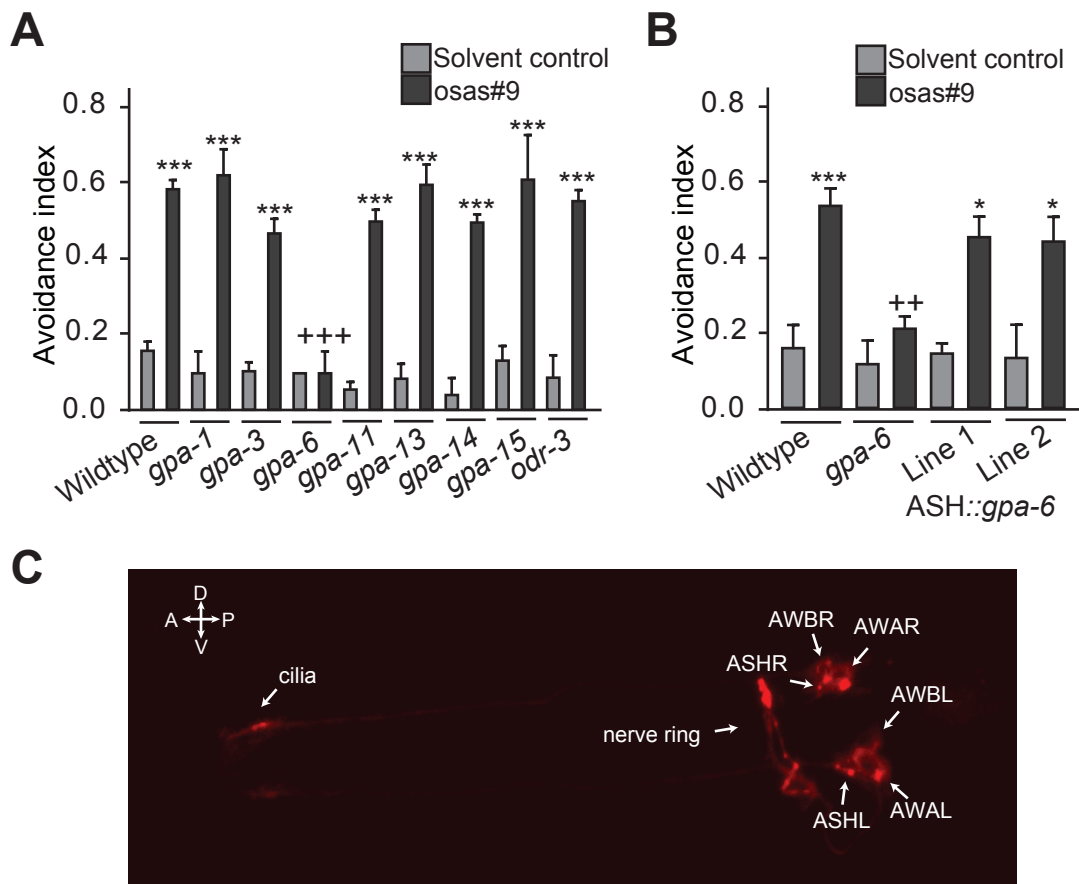 A
Solvent control
osas#9
Avoidance index
0.8
0.6
0.4
0.2
0.0
***
***
***
+++
***
***
***
***
***
Wildtype
gpa-1
gpa-3
gpa-6
gpa-11
gpa-13
gpa-14
gpa-15
odr-3
B
Solvent control
osas#9
Avoidance index
0.8
0.6
0.4
0.2
0.0
***
++
*
*
Wildtype
gpa-6
Line 1
Line 2
ASH::gpa-6
C
D
A
P
V
cilia
nerve ring
AWBR
AWAR
ASHR
AWBL
ASHL
AWAL